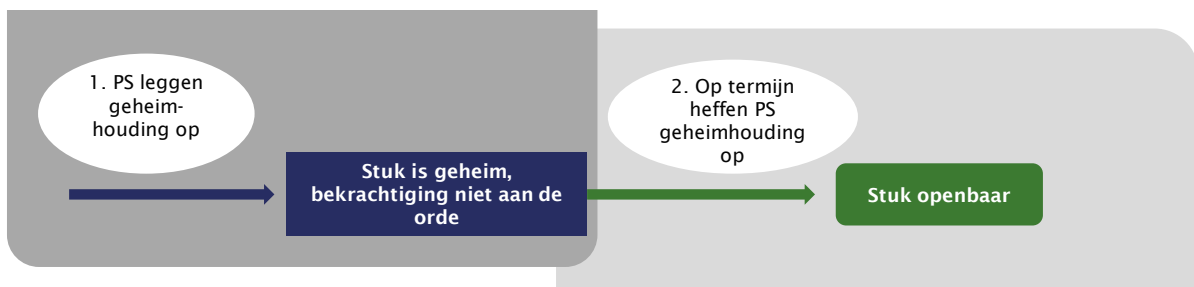 1. PS leggen
geheim-
houding op
Stuk is geheim,
bekrachtiging niet aan de
orde
2. Op termijn
heffen PS
geheimhouding
op
Stuk openbaar